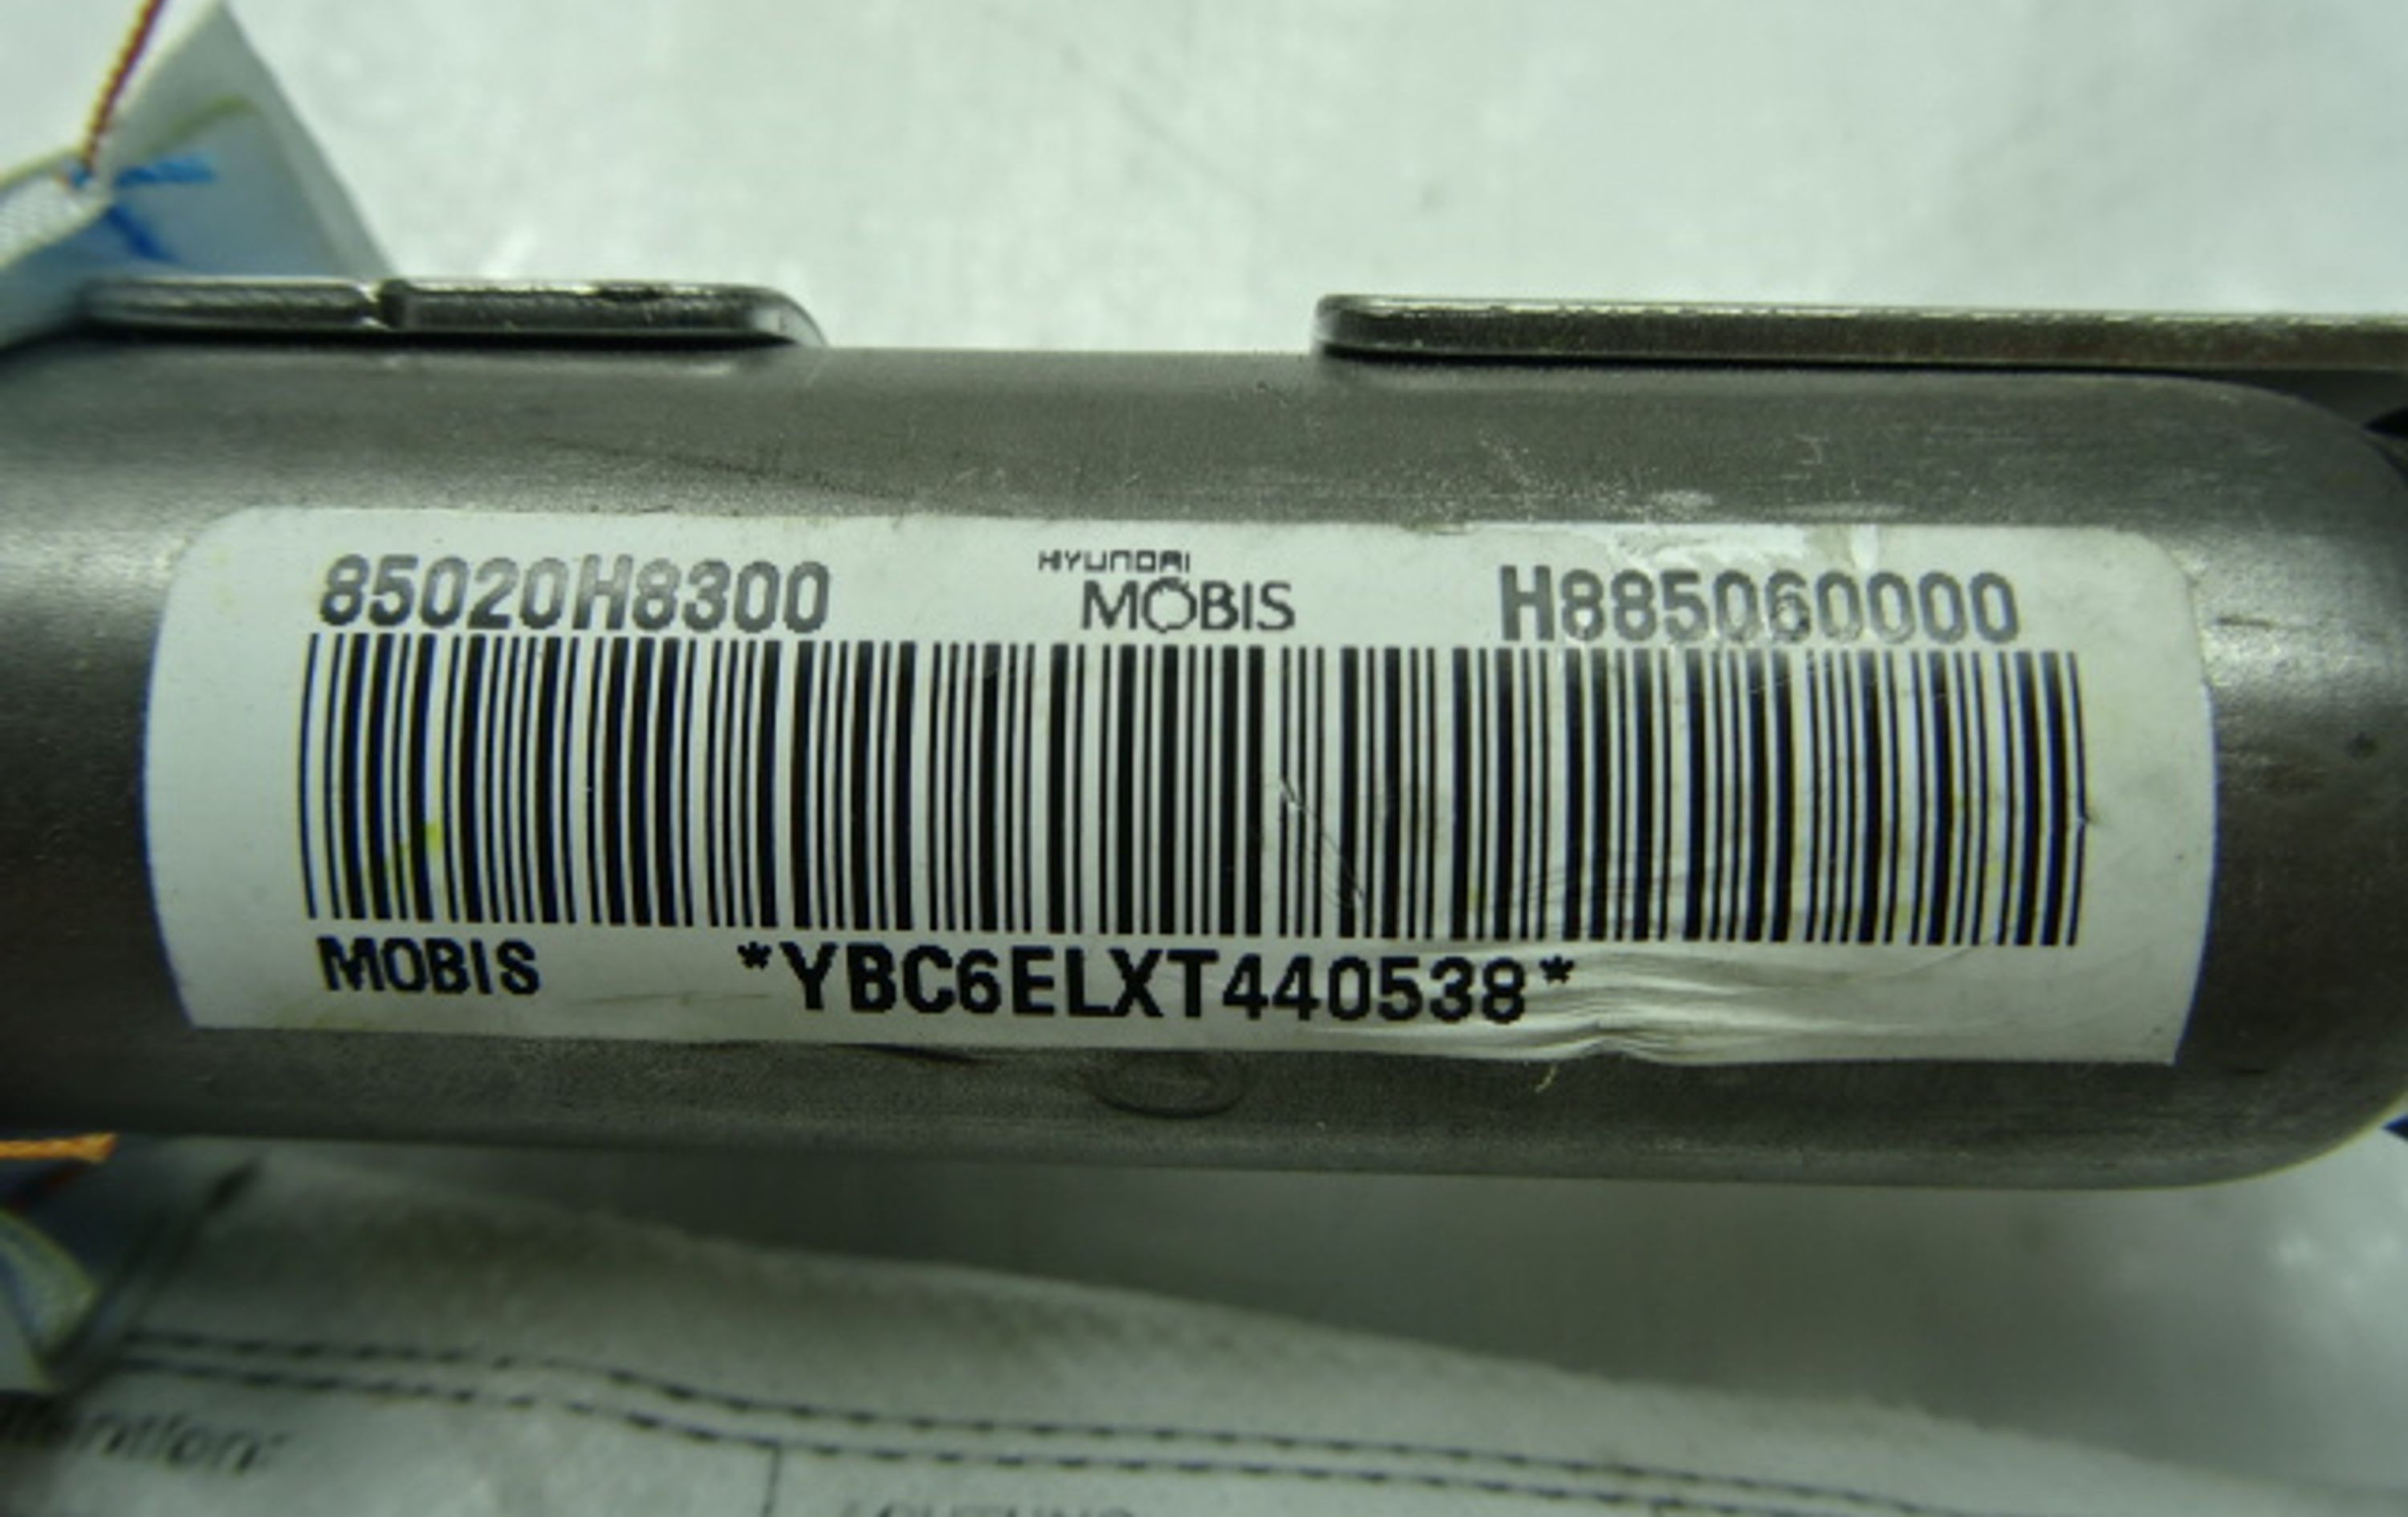 85020H8300 HYUNDAI MOBIS H885060000
MOBIS *YBC6ELXT440538*